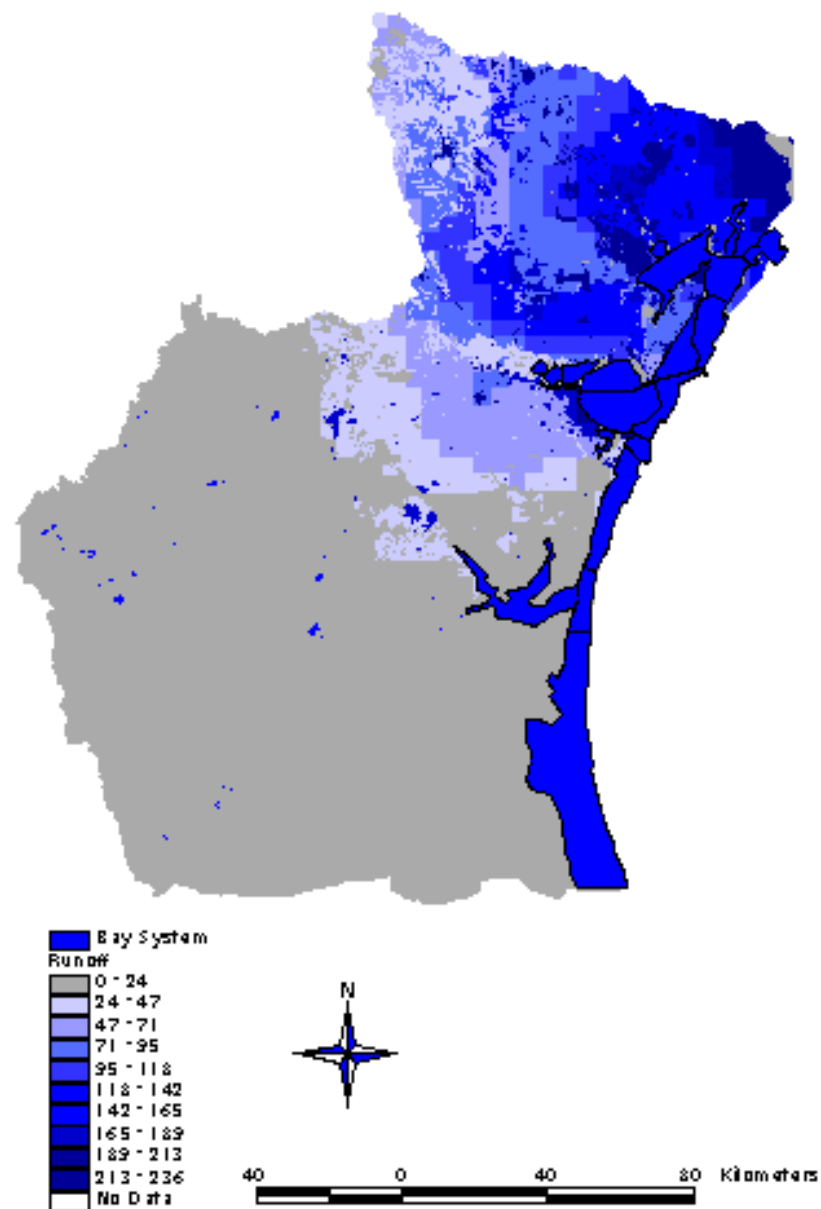 Bay System
Runoff
0 - 24
24 - 47
47 - 71
71 - 95
95 - 118
118 - 142
142 - 165
165 - 189
189 - 213
213 - 236
No Data
N
40 0 40 80 Kilometers